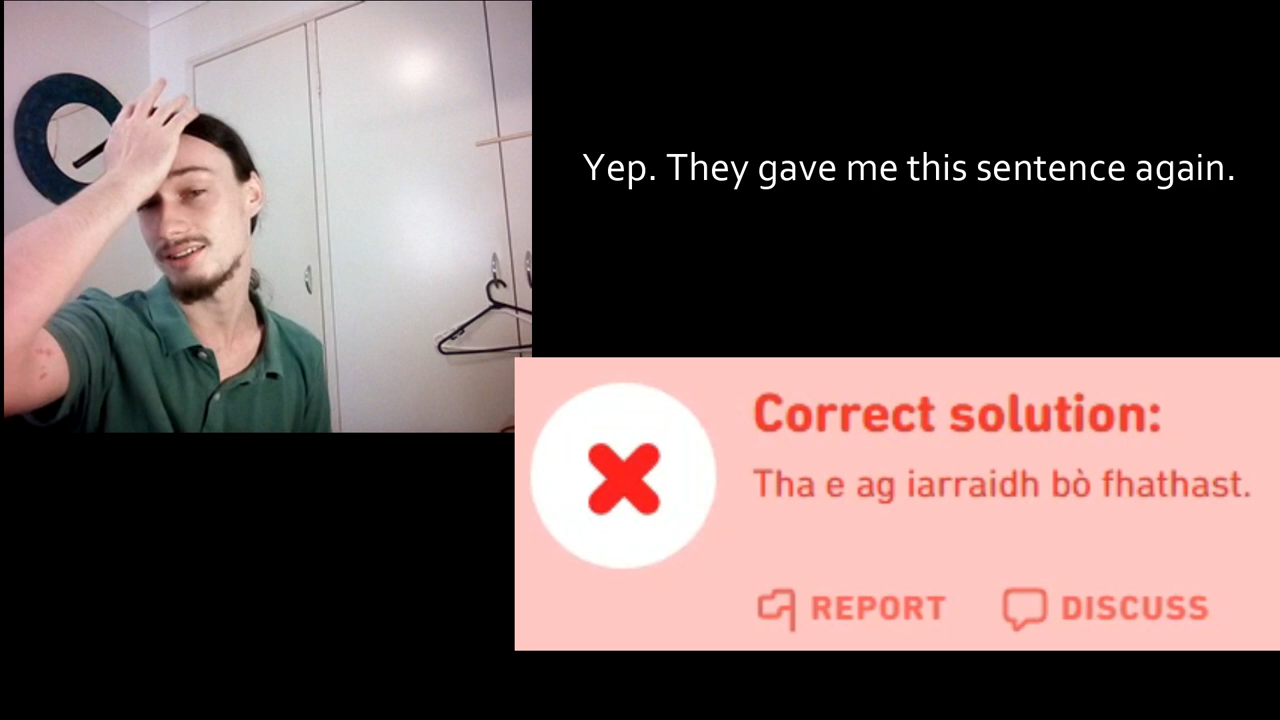 Yep. They gave me this sentence again.
Correct solution:
Tha e ag iarraidh bò fhathast.
REPORT
DISCUSS